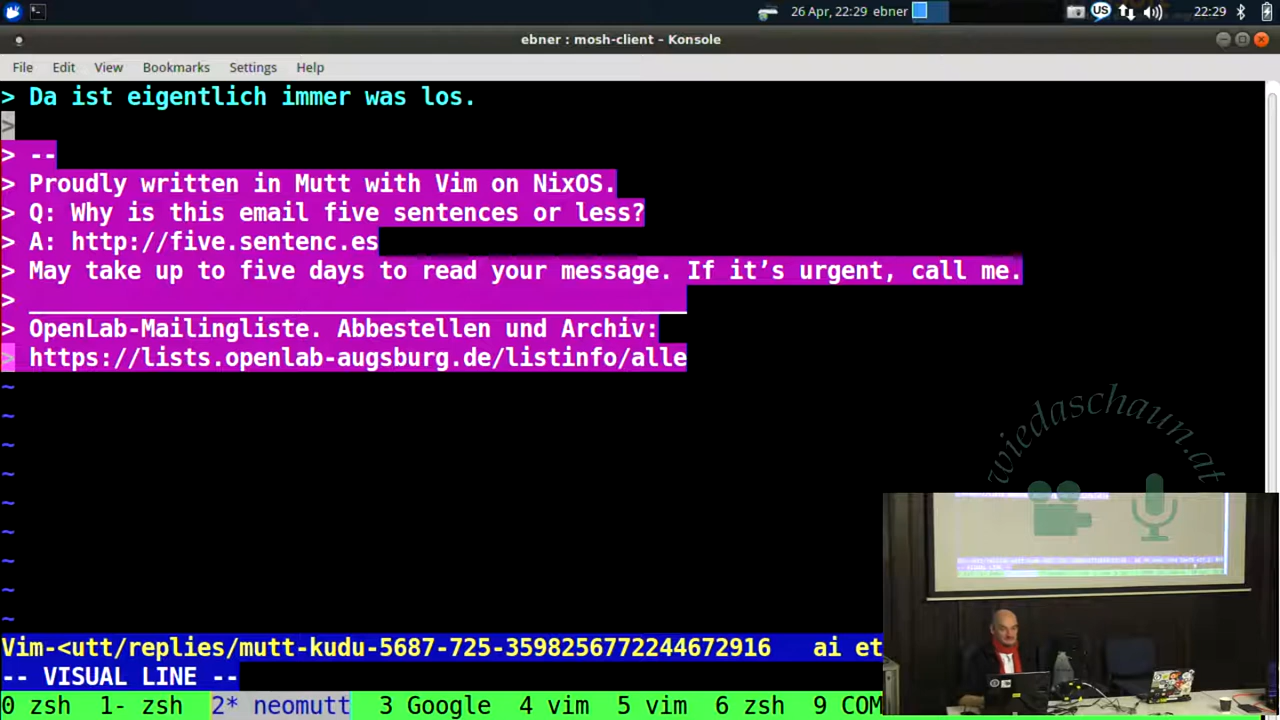 26 Apr, 22:29 ebner
US
22:29
ebner : mosh-client – Konsole
File Edit View Bookmarks Settings Help
> Da ist eigentlich immer was los.
>
> --
> Proudly written in Mutt with Vim on NixOS.
> Q: Why is this email five sentences or less?
> A: http://five.sentenc.es
> May take up to five days to read your message. If it’s urgent, call me.
> _______________________________________________
> OpenLab-Mailingliste. Abbestellen und Archiv:
> https://lists.openlab-augsburg.de/listinfo/alle
~
~
~
~
~
~
~
~
~
wiedaschaun.at
Vim-<utt/replies/mutt-kudu-5687-725-3598256772244672916 ai et
-- VISUAL LINE --
0 zsh 1- zsh 2* neomutt 3 Google 4 vim 5 vim 6 zsh 9 COM